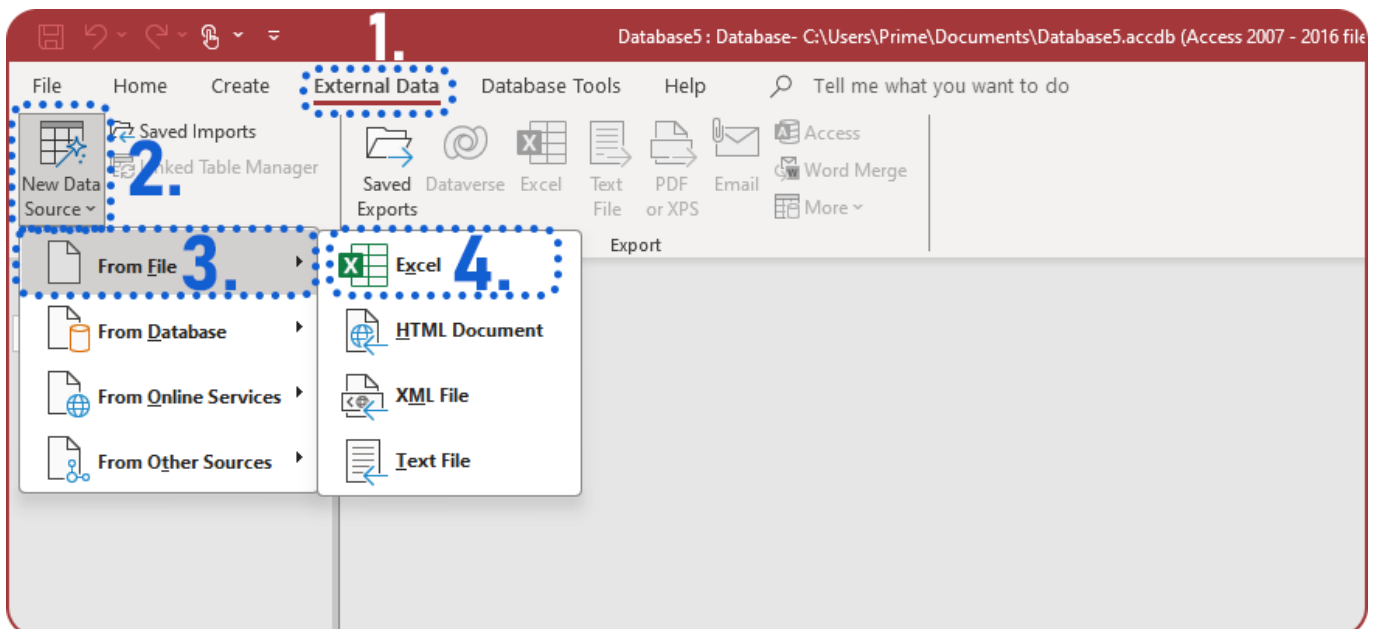 1.
Database5 : Database- C:\Users\Prime\Documents\Database5.accdb (Access 2007 - 2016 file
File Home Create External Data Database Tools Help Tell me what you want to do
New Data
Source
Saved Imports
2.
Linked Table Manager
Saved
Exports
Dataverse
Excel
Text
File
PDF
or XPS
Email
Access
Word Merge
More
Export
From File
3.
From Database
From Online Services
From Other Sources
Excel
4.
HTML Document
XML File
Text File